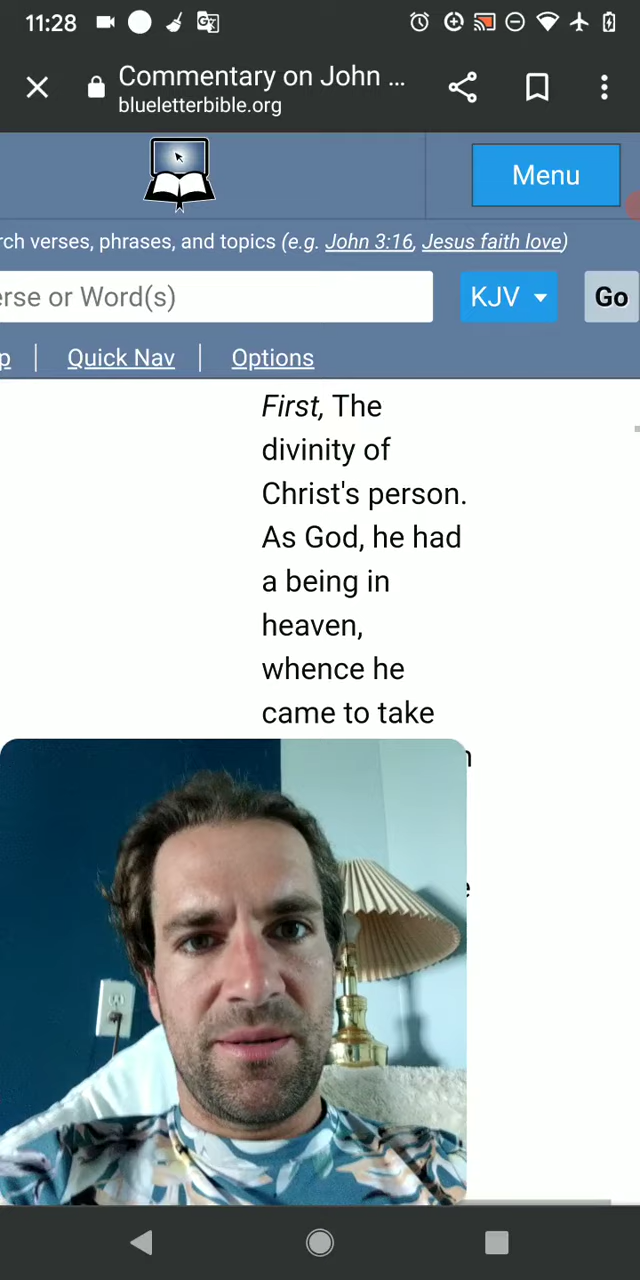 11:28
Commentary on John ...
blueletterbible.org
Menu
rch verses, phrases, and topics (e.g. John 3:16, Jesus faith love)
erse or Word(s)
KJV
Go
p
Quick Nav
Options
First, The
divinity of
Christ's person.
As God, he had
a being in
heaven,
whence he
came to take